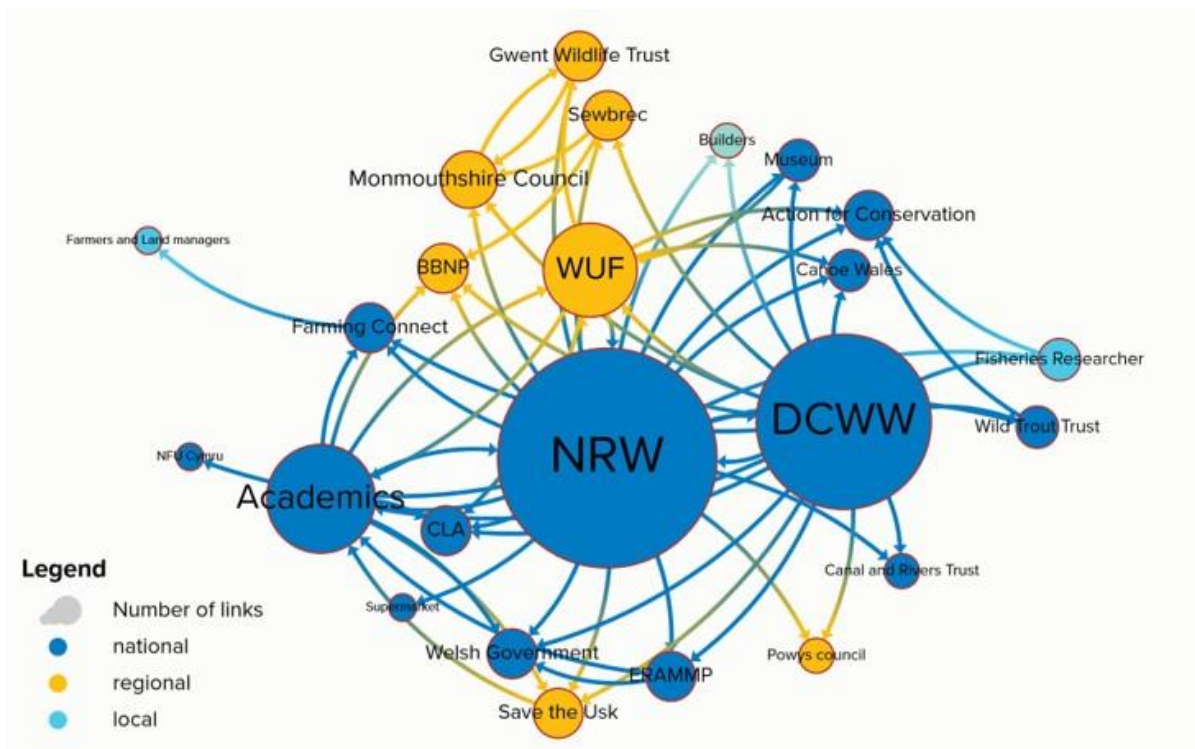 Gwent Wildlife Trust
Sewbrec
Builders
Museum
Monmouthshire Council
Action for Conservation
Farmers and Land managers
BBNP
WUF
Canoe Wales
Farming Connect
Fisheries Researcher
DCWW
Wild Trout Trust
NRW
NFU Cymru
Academics
CLA
Canal and Rivers Trust
Legend
Number of links
Supermarket
national
Welsh Government
Powys council
ERAMMP
regional
Save the Usk
local